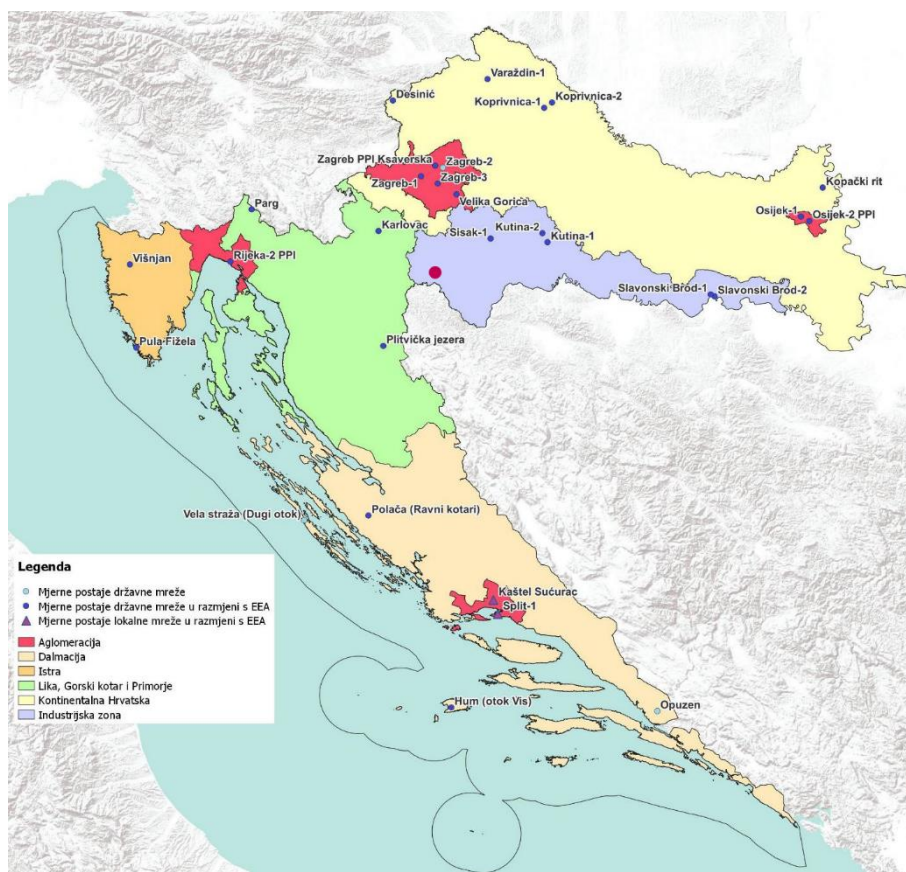 Varaždin-1
Desinić
Koprivnica-2
Koprivnica-1
Zagreb PPI Ksaverska
Zagreb-2
Zagreb-1
Zagreb-3
Kopački rit
Velika Gorica
Osijek-1
Osijek-2 PPI
Parg
Karlovac
Sisak-1
Kutina-2
Kutina-1
Višnjan
Rijeka-2 PPI
Slavonski Brod-1
Slavonski Brod-2
Pula Fižela
Plitvička jezera
Vela straža (Dugi otok)
Polača (Ravni kotari)
Kaštel Sućurac
Split-1
Hum (otok Vis)
Opuzen
Legenda
Mjerne postaje državne mreže
Mjerne postaje državne mreže u razmjeni s EEA
Mjerne postaje lokalne mreže u razmjeni s EEA
Aglomeracija
Dalmacija
Istra
Lika, Gorski kotar i Primorje
Kontinentalna Hrvatska
Industrijska zona